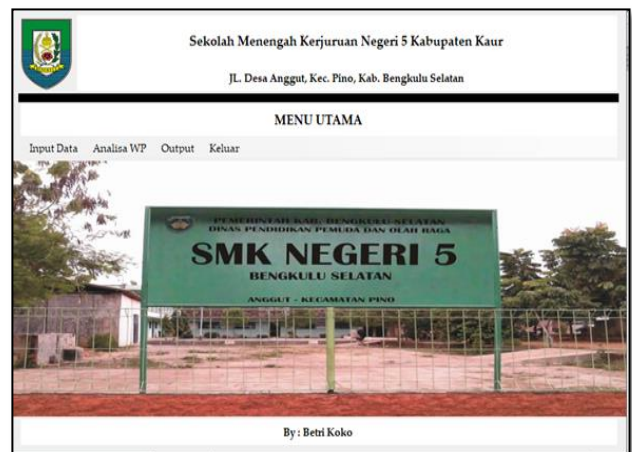 Sekolah Menengah Kerjuruan Negeri 5 Kabupaten Kaur
JL. Desa Anggut, Kec. Pino, Kab. Bengkulu Selatan
MENU UTAMA
Input Data Analisa WP Output Keluar
PEMERINTAH KAB. BENGKULU SELATAN
DINAS PENDIDIKAN PEMUDA DAN OLAH RAGA
SMK NEGERI 5
BENGKULU SELATAN
ANGGUT - KECAMATAN PINO
By : Betri Koko